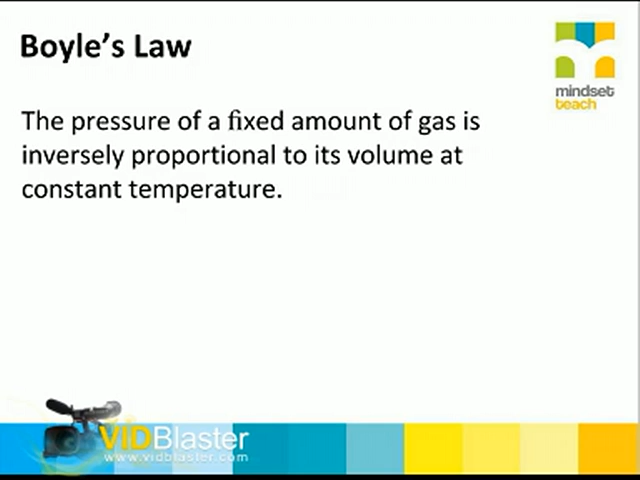 Boyle's Law
mindset
teach
The pressure of a fixed amount of gas is
inversely proportional to its volume at
constant temperature.
VIDBlaster
www.vidblaster.com